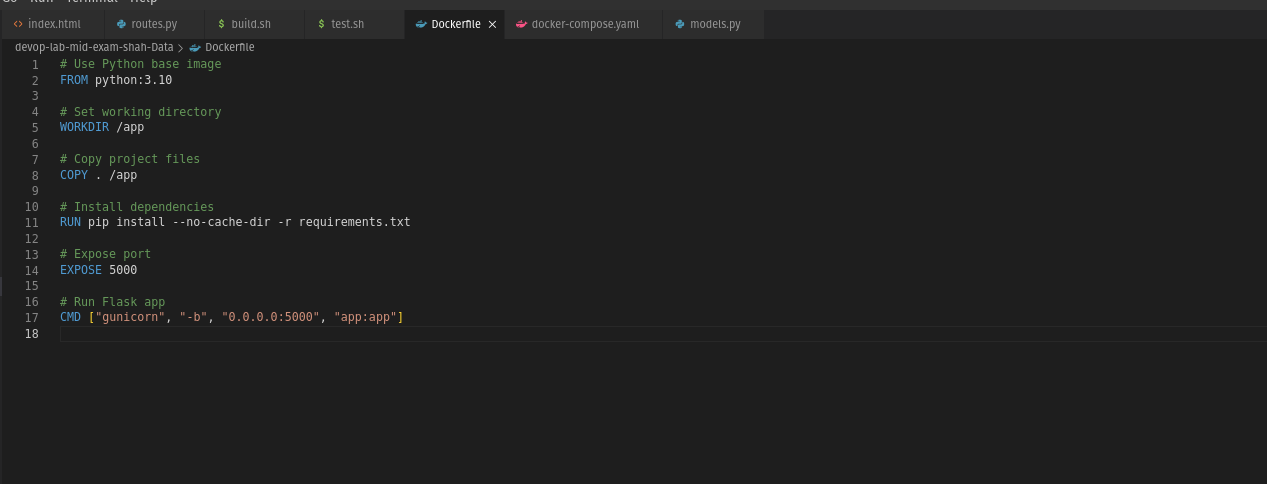 Go Run Terminal Help
index.html routes.py $ build.sh $ test.sh Dockerfile docker-compose.yaml models.py
devop-lab-mid-exam-shah-Data > Dockerfile
1 # Use Python base image
2 FROM python:3.10
3
4 # Set working directory
5 WORKDIR /app
6
7 # Copy project files
8 COPY . /app
9
10 # Install dependencies
11 RUN pip install --no-cache-dir -r requirements.txt
12
13 # Expose port
14 EXPOSE 5000
15
16 # Run Flask app
17 CMD ["gunicorn", "-b", "0.0.0.0:5000", "app:app"]
18